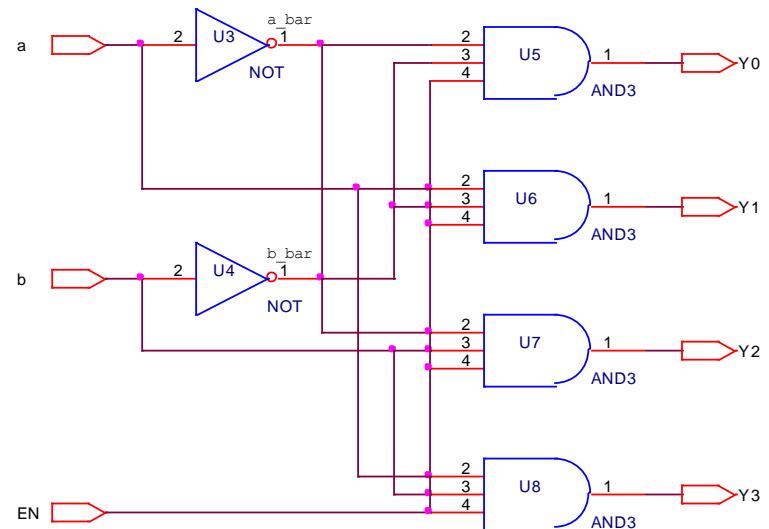 a_bar
a 2 U3 1 2 U5 1 Y0
3
NOT 4 AND3
2 U6 1 Y1
3
4 AND3
b_bar
b 2 U4 1
NOT
2 U7 1 Y2
3
4 AND3
2 U8 1 Y3
3
EN 4 AND3